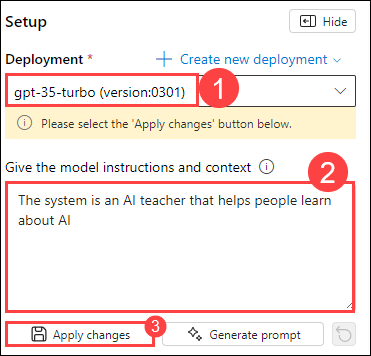 Setup
Hide
Deployment *
Create new deployment
gpt-35-turbo (version:0301)
1
Please select the 'Apply changes' button below.
Give the model instructions and context
2
The system is an AI teacher that helps people learn
about AI
3
Apply changes
Generate prompt